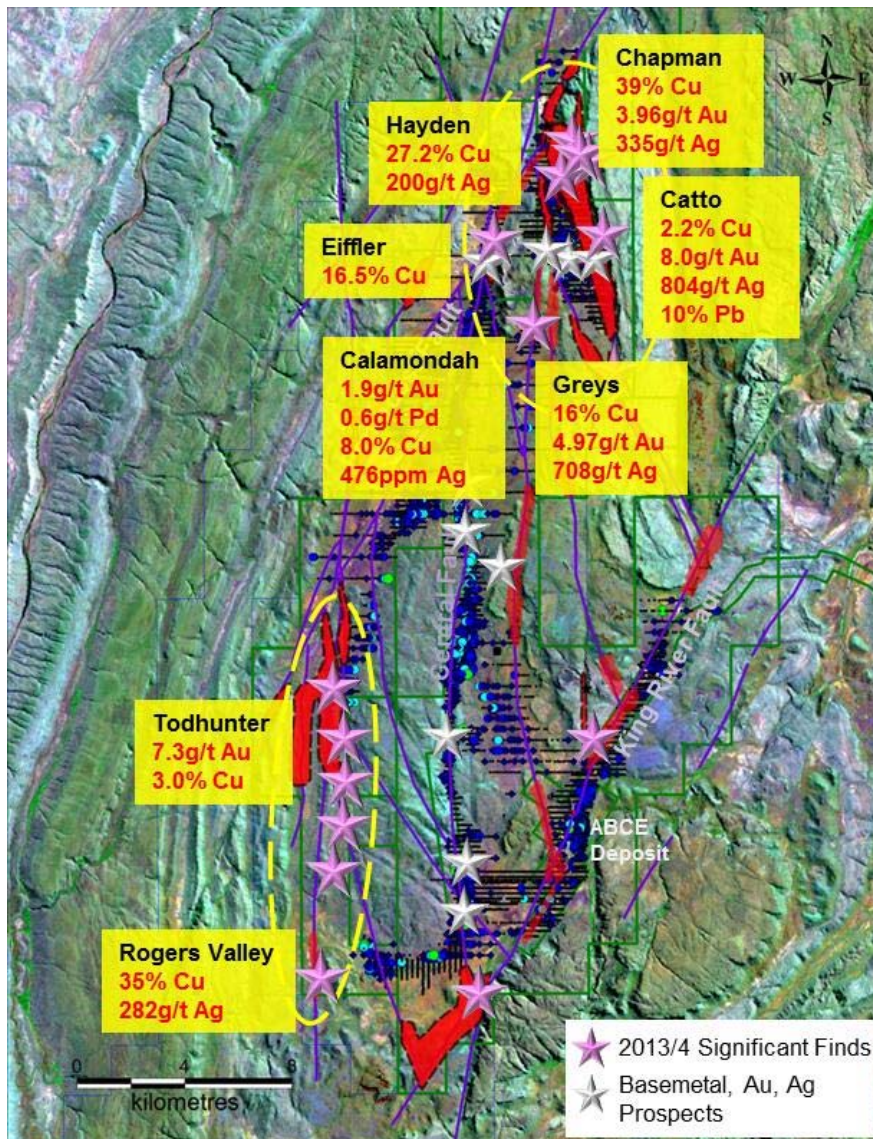 N
W E
S
Chapman
39% Cu
3.96g/t Au
335g/t Ag
Hayden
27.2% Cu
200g/t Ag
Catto
2.2% Cu
8.0g/t Au
804g/t Ag
10% Pb
Eiffler
16.5% Cu
Fault
Calamondah
1.9g/t Au
0.6g/t Pd
8.0% Cu
476ppm Ag
Greys
16% Cu
4.97g/t Au
708g/t Ag
Central Fa
King River Fault
Todhunter
7.3g/t Au
3.0% Cu
ABCE
Deposit
Rogers Valley
35% Cu
282g/t Ag
0 4 8
kilometres
2013/4 Significant Finds
Basemetal, Au, Ag
Prospects